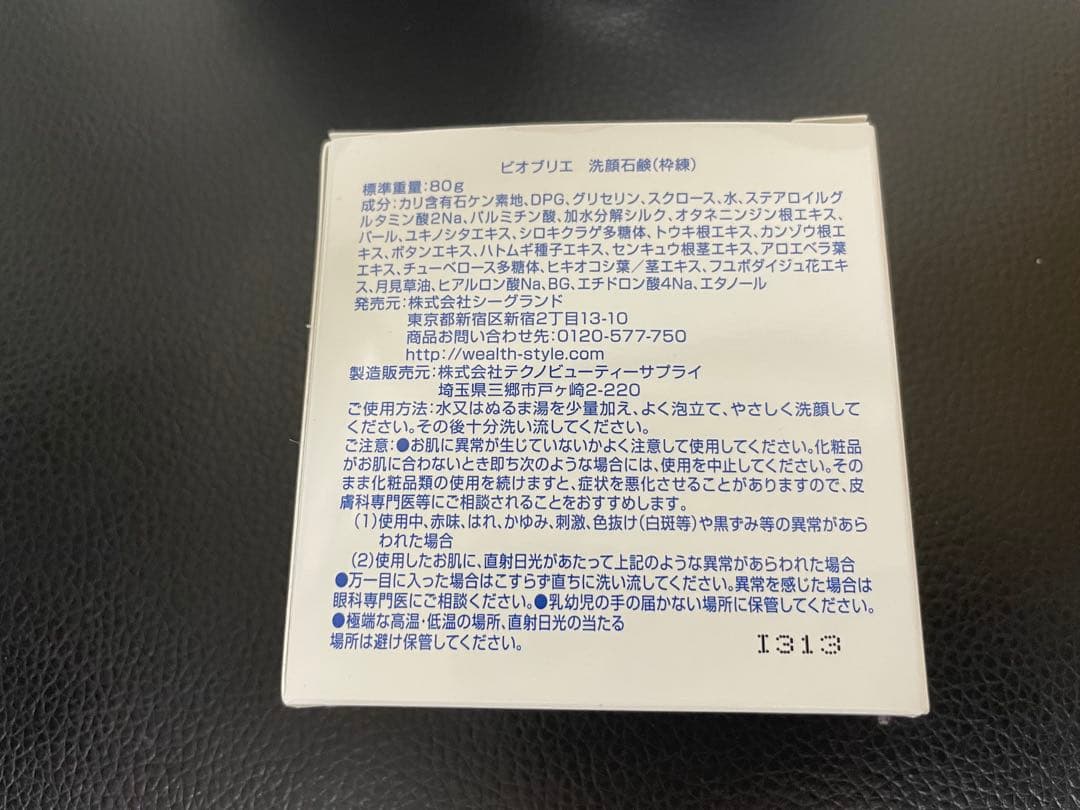 ビオブリエ 洗顔石鹸(枠練)
標準重量:80g
成分:カリ含有石ケン素地、DPG、グリセリン、スクロース、水、ステアロイルグ
ルタミン酸2Na、パルミチン酸、加水分解シルク、オタネニンジン根エキス、
パール、ユキノシタエキス、シロキクラゲ多糖体、トウキ根エキス、カンゾウ根エ
キス、ボタンエキス、ハトムギ種子エキス、センキュウ根茎エキス、アロエベラ葉
エキス、チューベロース多糖体、ヒキオコシ葉/茎エキス、フユボダイジュ花エキ
ス、月見草油、ヒアルロン酸Na、BG、エチドロン酸4Na、エタノール
発売元:株式会社シーグランド
東京都新宿区新宿2丁目13-10
商品お問い合わせ先:0120-577-750
http://wealth-style.com
製造販売元:株式会社テクノビューティーサプライ
埼玉県三郷市戸ヶ崎2-220
ご使用方法:水又はぬるま湯を少量加え、よく泡立て、やさしく洗顔して
ください。その後十分洗い流してください。
ご注意:●お肌に異常が生じていないかよく注意して使用してください。化粧品
がお肌に合わないとき即ち次のような場合には、使用を中止してください。その
まま化粧品類の使用を続けますと、症状を悪化させることがありますので、皮
膚科専門医等にご相談されることをおすすめします。
(1)使用中、赤味、はれ、かゆみ、刺激、色抜け(白斑等)や黒ずみ等の異常があら
われた場合
(2)使用したお肌に、直射日光があたって上記のような異常があらわれた場合
●万一目に入った場合はこすらず直ちに洗い流してください。異常を感じた場合は
眼科専門医にご相談ください。●乳幼児の手の届かない場所に保管してください。
●極端な高温・低温の場所、直射日光の当たる
場所は避け保管してください。
I313